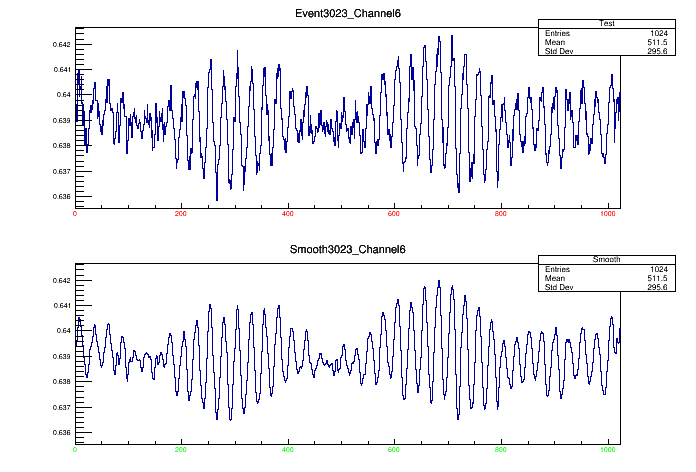 Event3023_Channel6
Test
Entries 1024
Mean 511.5
Std Dev 295.6
0.642
0.641
0.64
0.639
0.638
0.637
0.636
0 200 400 600 800 1000
Smooth3023_Channel6
Smooth
Entries 1024
Mean 511.5
Std Dev 295.6
0.642
0.641
0.64
0.639
0.638
0.637
0.636
0 200 400 600 800 1000